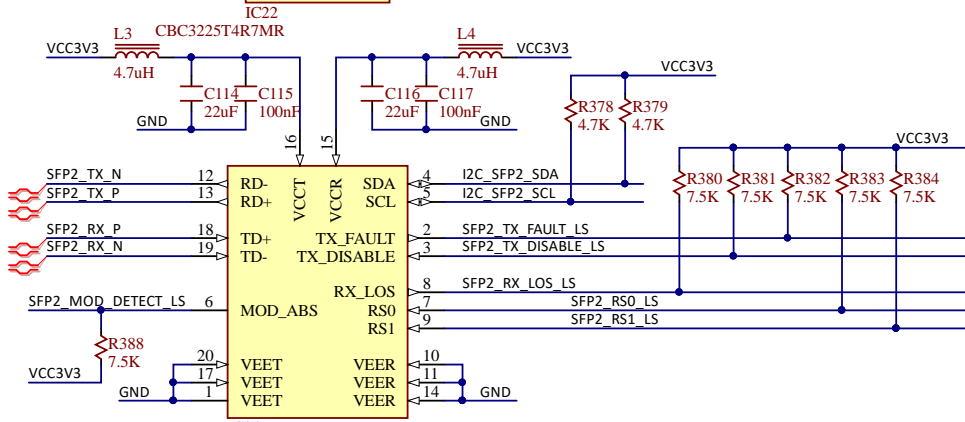 IC22
CBC3225T4R7MR
VCC3V3
L3
4.7uH
L4
4.7uH
VCC3V3
C114
22uF
C115
100nF
C116
22uF
C117
100nF
GND
GND
VCC3V3
R378
4.7K
R379
4.7K
VCC3V3
R380
7.5K
R381
7.5K
R382
7.5K
R383
7.5K
R384
7.5K
16
15
VCCT
VCCR
SFP2_TX_N
12
RD-
SFP2_TX_P
13
RD+
SFP2_RX_P
18
TD+
SFP2_RX_N
19
TD-
SFP2_MOD_DETECT_LS
6
MOD_ABS
R388
7.5K
VCC3V3
20
VEET
17
VEET
GND
1
VEET
SDA
4
I2C_SFP2_SDA
SCL
5
I2C_SFP2_SCL
TX_FAULT
2
SFP2_TX_FAULT_LS
TX_DISABLE
3
SFP2_TX_DISABLE_LS
RX_LOS
8
SFP2_RX_LOS_LS
RS0
7
SFP2_RS0_LS
RS1
9
SFP2_RS1_LS
VEER
10
VEER
11
VEER
14
GND